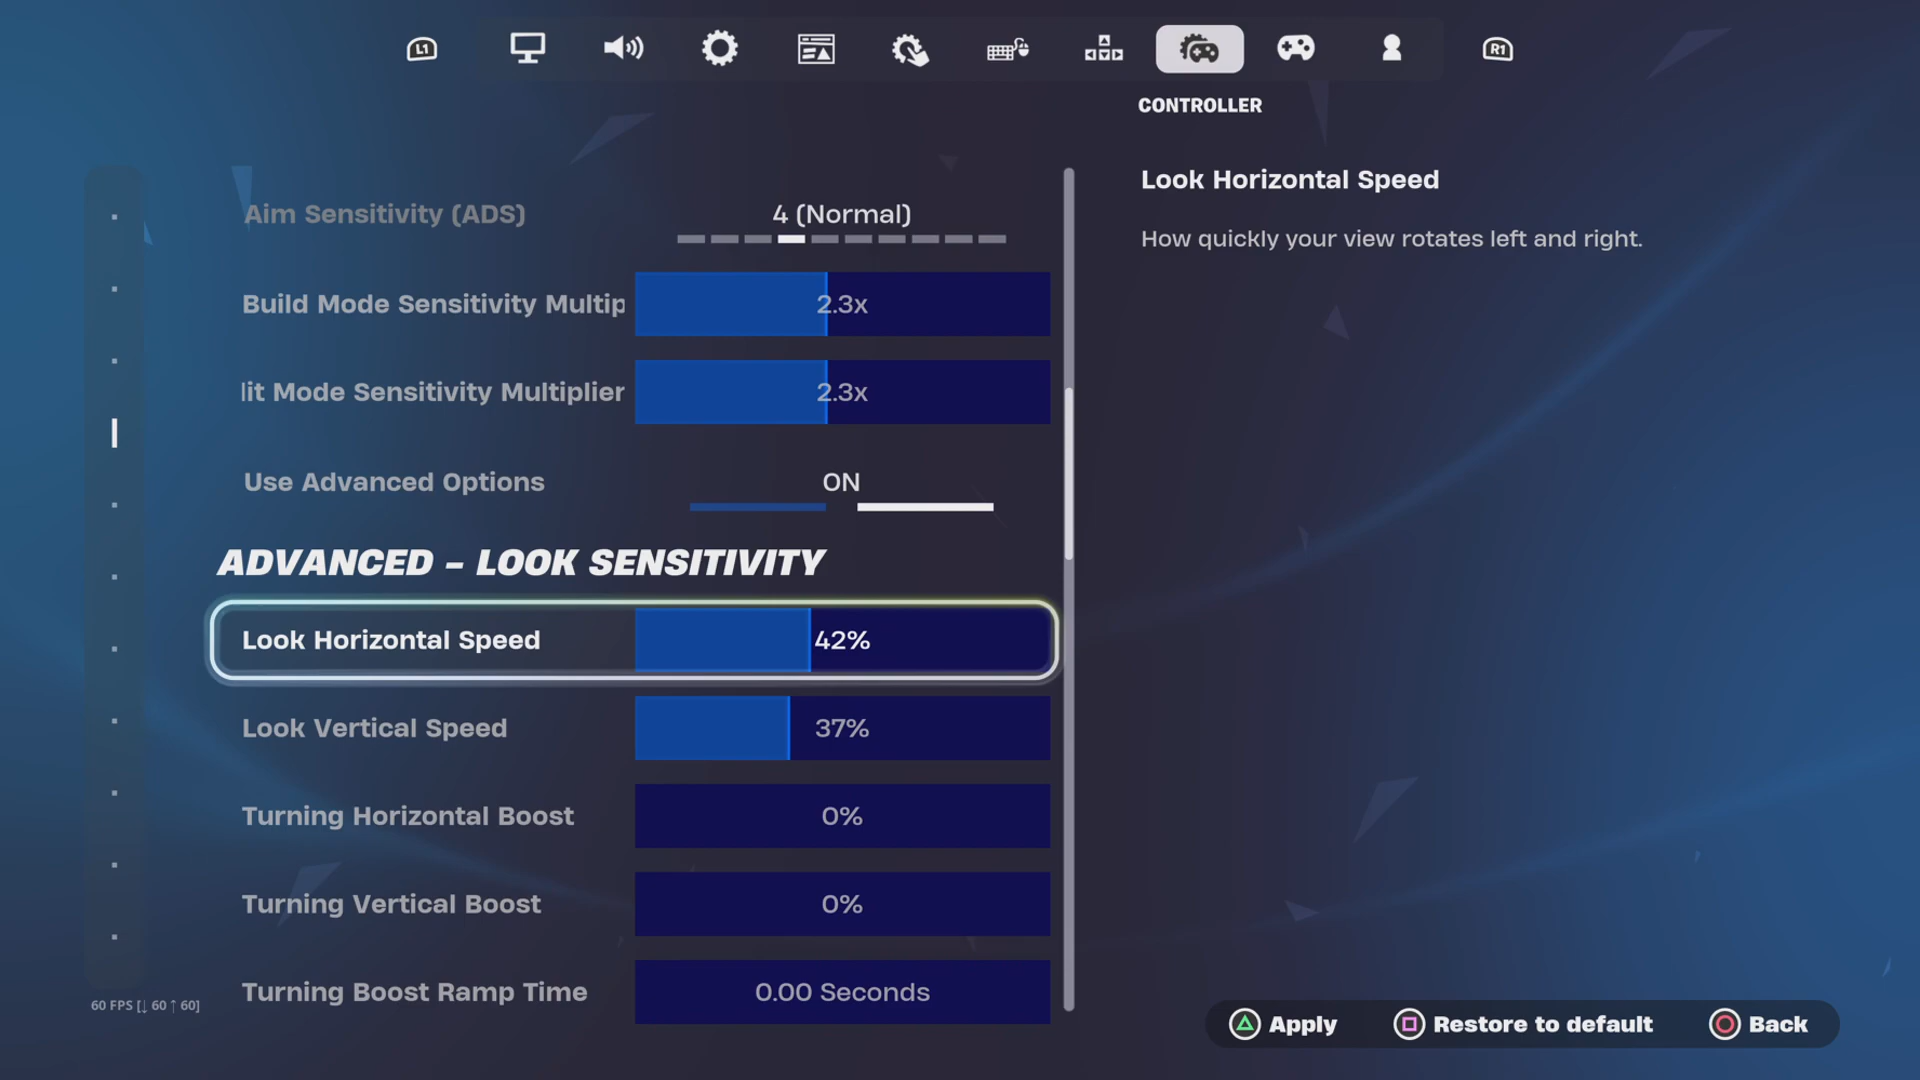 L1
R1
CONTROLLER
Aim Sensitivity (ADS)
4 (Normal)
Build Mode Sensitivity Multip
2.3x
lit Mode Sensitivity Multiplier
2.3x
Use Advanced Options
ON
ADVANCED – LOOK SENSITIVITY
Look Horizontal Speed
42%
Look Vertical Speed
37%
Turning Horizontal Boost
0%
Turning Vertical Boost
0%
Turning Boost Ramp Time
0.00 Seconds
Look Horizontal Speed
How quickly your view rotates left and right.
60 FPS [↓ 60 ↑ 60]
Apply
Restore to default
Back